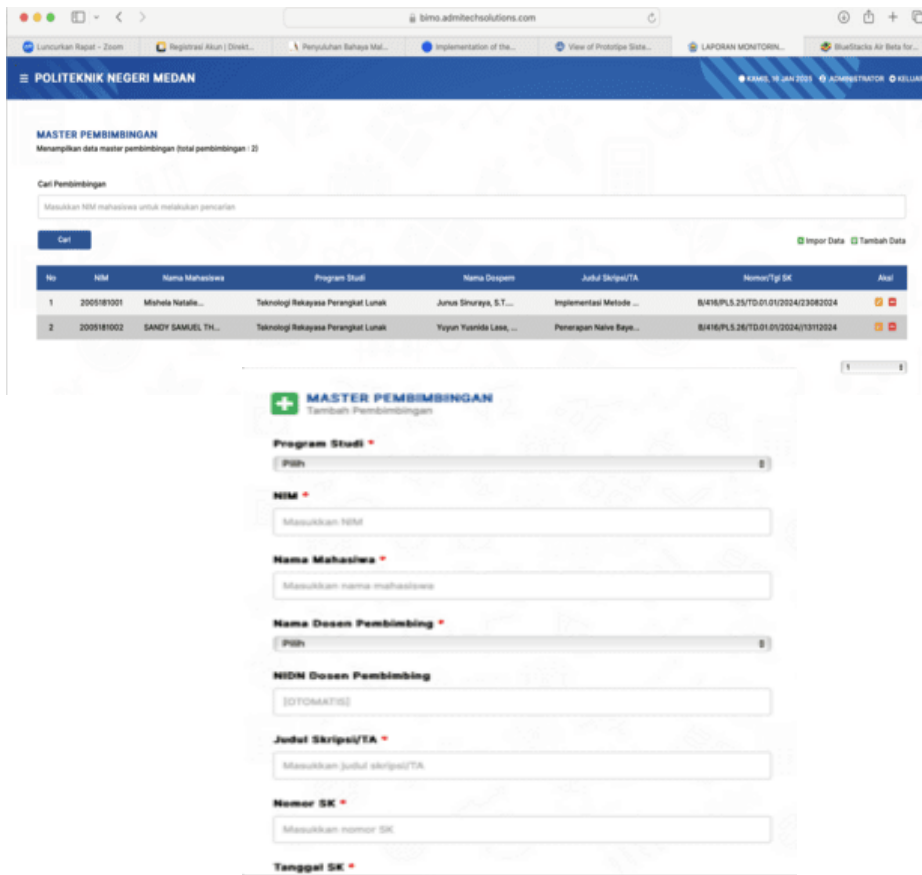 bimo.admitechsolutions.com
Luncurkan Rapat - Zoom
Registrasi Akun | Direkt...
Penyuluhan Bahaya Mal...
Implementation of the...
View of Prototipe Siste...
LAPORAN MONITORIN...
BlueStacks Air Beta for...
POLITEKNIK NEGERI MEDAN
KAMIS, 16 JAN 2025 ADMINISTRATOR KELUAR
MASTER PEMBIMBINGAN
Menampilkan data master pembimbingan (total pembimbingan : 2)
Cari Pembimbingan
Masukkan NIM mahasiswa untuk melakukan pencarian
Cari
Impor Data Tambah Data
No NIM Nama Mahasiswa Program Studi Nama Dospem Judul Skripsi/TA Nomor/Tgl SK Aksi
1 2005181001 Mishela Natalie... Teknologi Rekayasa Perangkat Lunak Junus Sinuraya, S.T.... Implementasi Metode ... B/416/PL5.25/TD.01.01/2024/23082024
2 2005181002 SANDY SAMUEL TH... Teknologi Rekayasa Perangkat Lunak Yuyun Yusnida Lase, ... Penerapan Naive Baye... B/416/PL5.26/TD.01.01/2024//13112024
1
MASTER PEMBIMBINGAN
Tambah Pembimbingan
Program Studi *
Pilih
NIM *
Masukkan NIM
Nama Mahasiwa *
Masukkan nama mahasiswa
Nama Dosen Pembimbing *
Pilih
NIDN Dosen Pembimbing
[OTOMATIS]
Judul Skripsi/TA *
Masukkan judul skripsi/TA
Nomor SK *
Masukkan nomor SK
Tanggal SK *